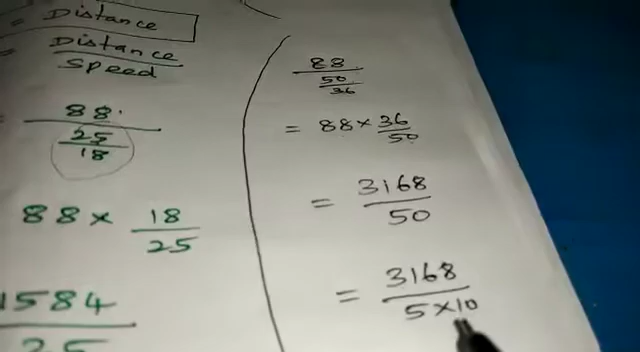 = Distance
= Distance / Speed
= 88. / 25/18
88 × 18/25
1584 / 25
88. / 50/36
= 88 × 36/50
= 3168 / 50
= 3168 / 5×10